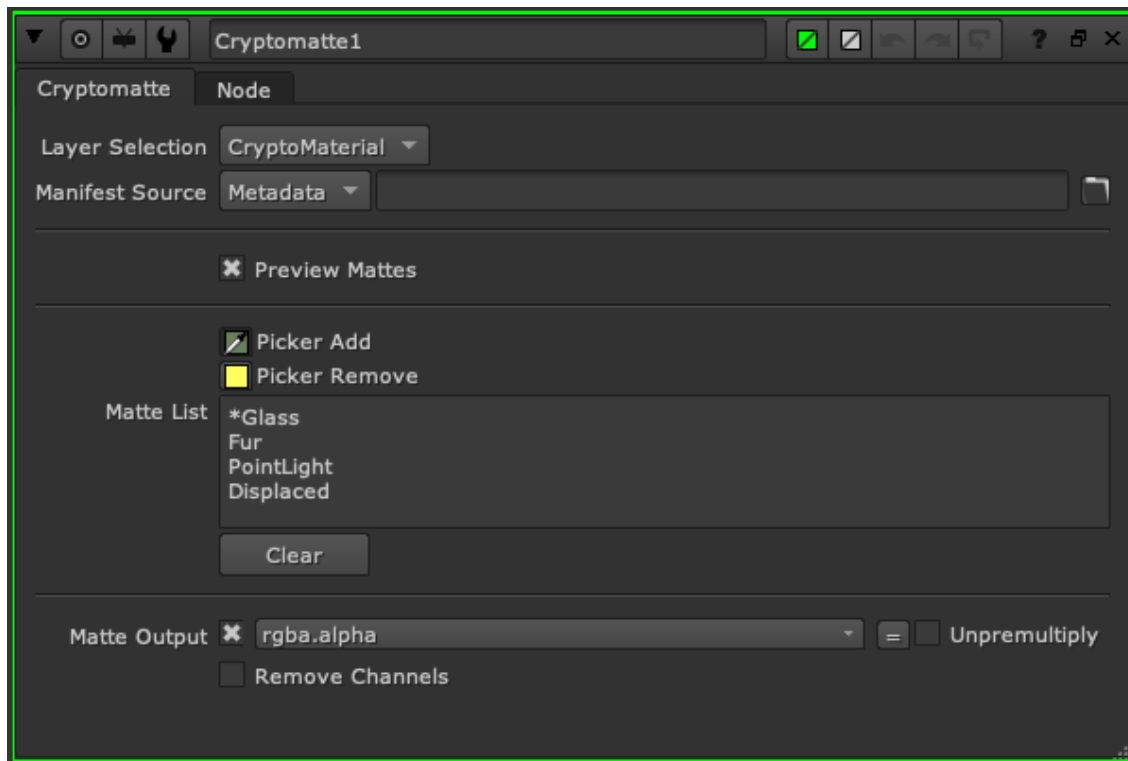 Cryptomatte1 ?
Cryptomatte Node
Layer Selection CryptoMaterial
Manifest Source Metadata
Preview Mattes
Picker Add
Picker Remove
Matte List *Glass
Fur
PointLight
Displaced
Clear
Matte Output rgba.alpha = Unpremultiply
Remove Channels